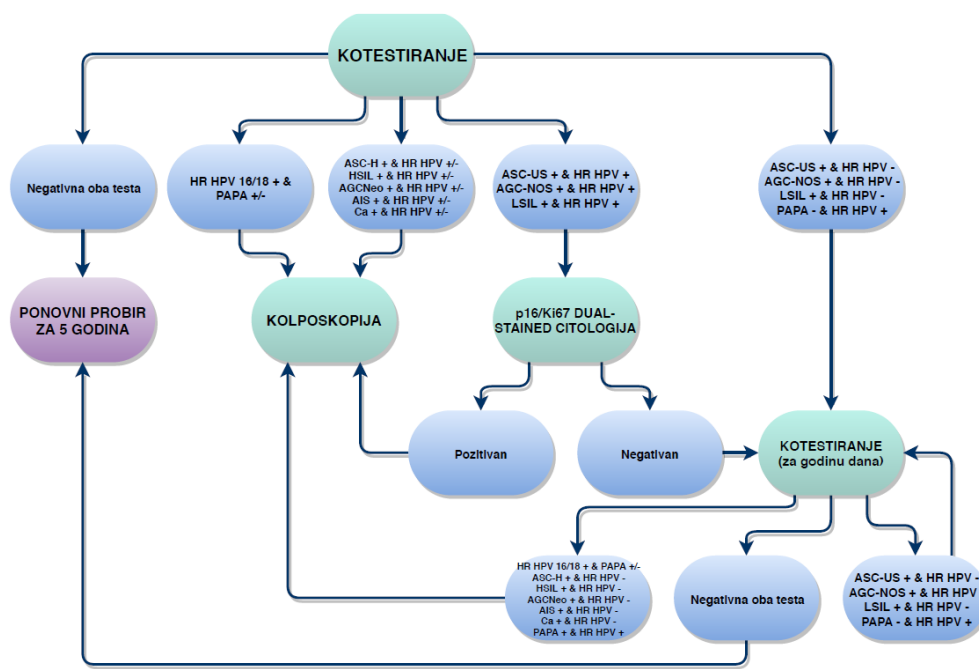 KOTESTIRANJE
Negativna oba testa
HR HPV 16/18 + &
PAPA +/-
ASC-H + & HR HPV +/-
HSIL + & HR HPV +/-
AGCNeo + & HR HPV +/-
AIS + & HR HPV +/-
Ca + & HR HPV +/-
ASC-US + & HR HPV +
AGC-NOS + & HR HPV +
LSIL + & HR HPV +
ASC-US + & HR HPV -
AGC-NOS + & HR HPV -
LSIL + & HR HPV -
PAPA - & HR HPV +
PONOVNI PROBIR
ZA 5 GODINA
KOLPOSKOPIJA
p16/Ki67 DUAL-
STAINED CITOLOGIJA
Pozitivan
Negativan
KOTESTIRANJE
(za godinu dana)
HR HPV 16/18 + & PAPA +/-
ASC-H + & HR HPV -
HSIL + & HR HPV -
AGCNeo + & HR HPV -
AIS + & HR HPV -
Ca + & HR HPV -
PAPA + & HR HPV +
Negativna oba testa
ASC-US + & HR HPV -
AGC-NOS + & HR HPV
LSIL + & HR HPV -
PAPA - & HR HPV +